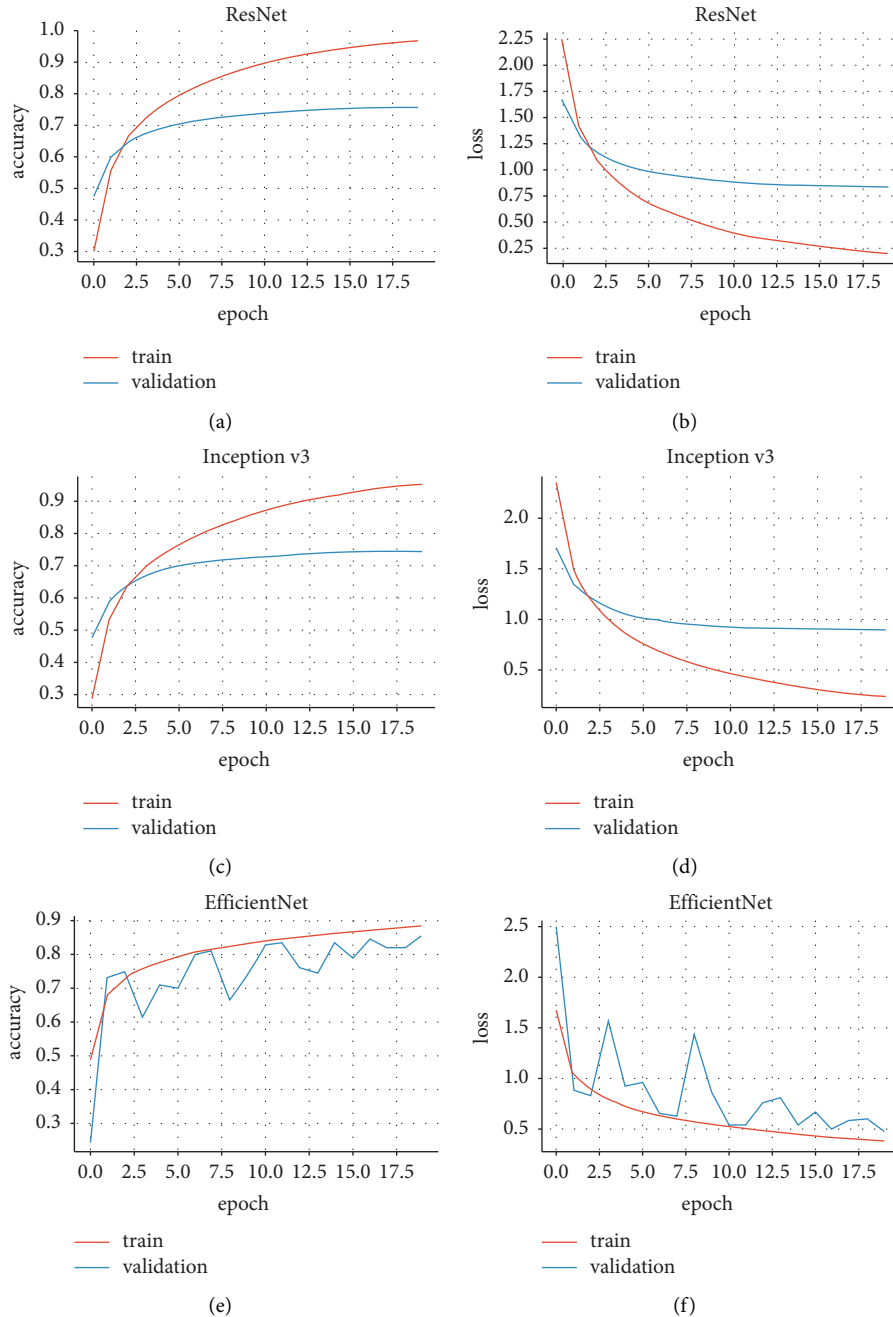 ResNet
accuracy
1.0
0.9
0.8
0.7
0.6
0.5
0.4
0.3
0.0 2.5 5.0 7.5 10.0 12.5 15.0 17.5
epoch
train
validation
(a)
ResNet
loss
2.25
2.00
1.75
1.50
1.25
1.00
0.75
0.50
0.25
0.0 2.5 5.0 7.5 10.0 12.5 15.0 17.5
epoch
train
validation
(b)
Inception v3
accuracy
0.9
0.8
0.7
0.6
0.5
0.4
0.3
0.0 2.5 5.0 7.5 10.0 12.5 15.0 17.5
epoch
train
validation
(c)
Inception v3
loss
2.0
1.5
1.0
0.5
0.0 2.5 5.0 7.5 10.0 12.5 15.0 17.5
epoch
train
validation
(d)
EfficientNet
accuracy
0.9
0.8
0.7
0.6
0.5
0.4
0.3
0.0 2.5 5.0 7.5 10.0 12.5 15.0 17.5
epoch
train
validation
(e)
EfficientNet
loss
2.5
2.0
1.5
1.0
0.5
0.0 2.5 5.0 7.5 10.0 12.5 15.0 17.5
epoch
train
validation
(f)